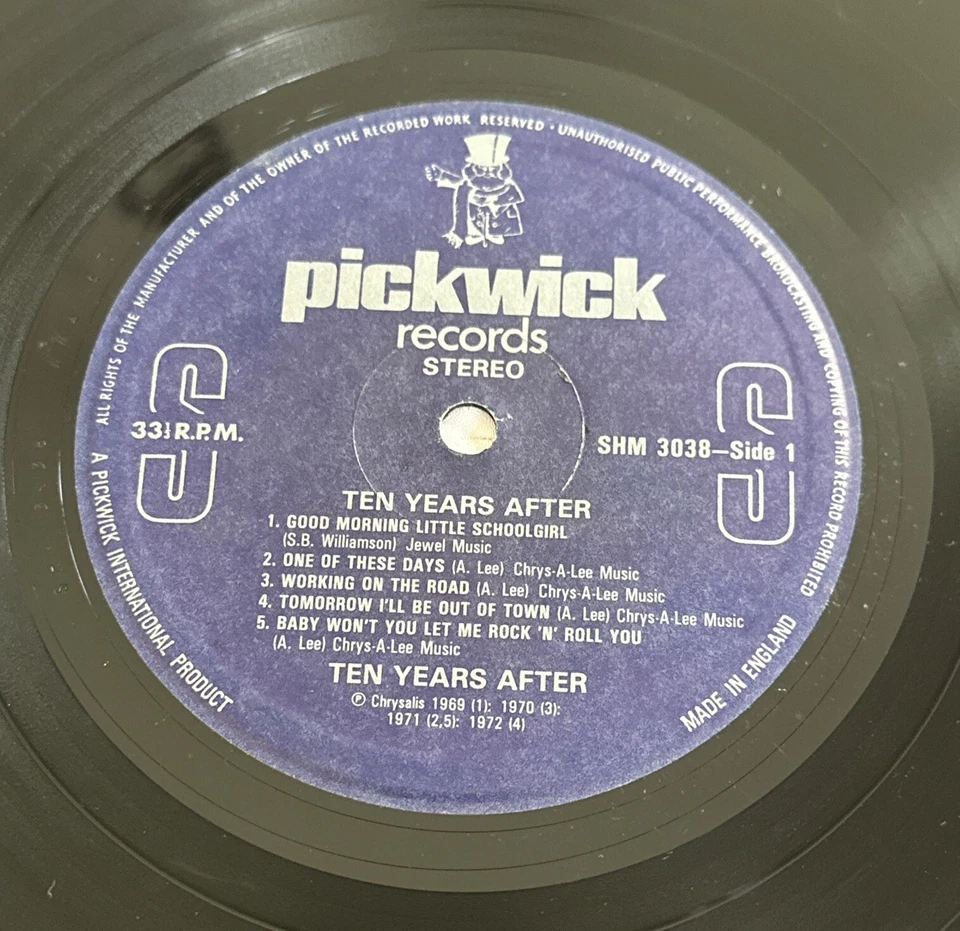 ALL RIGHTS OF THE MANUFACTURER AND OF THE OWNER OF THE RECORDED WORK RESERVED · UNAUTHORISED PUBLIC PERFORMANCE BROADCASTING AND COPYING OF THIS RECORD PROHIBITED
pickwick
records
STEREO
33⅓ R.P.M.
SHM 3038—Side 1
TEN YEARS AFTER
1. GOOD MORNING LITTLE SCHOOLGIRL
(S.B. Williamson) Jewel Music
2. ONE OF THESE DAYS (A. Lee) Chrys-A-Lee Music
3. WORKING ON THE ROAD (A. Lee) Chrys-A-Lee Music
4. TOMORROW I'LL BE OUT OF TOWN (A. Lee) Chrys-A-Lee Music
5. BABY WON'T YOU LET ME ROCK 'N' ROLL YOU
(A. Lee) Chrys-A-Lee Music
TEN YEARS AFTER
℗ Chrysalis 1969 (1): 1970 (3):
1971 (2,5): 1972 (4)
A PICKWICK INTERNATIONAL PRODUCT
MADE IN ENGLAND